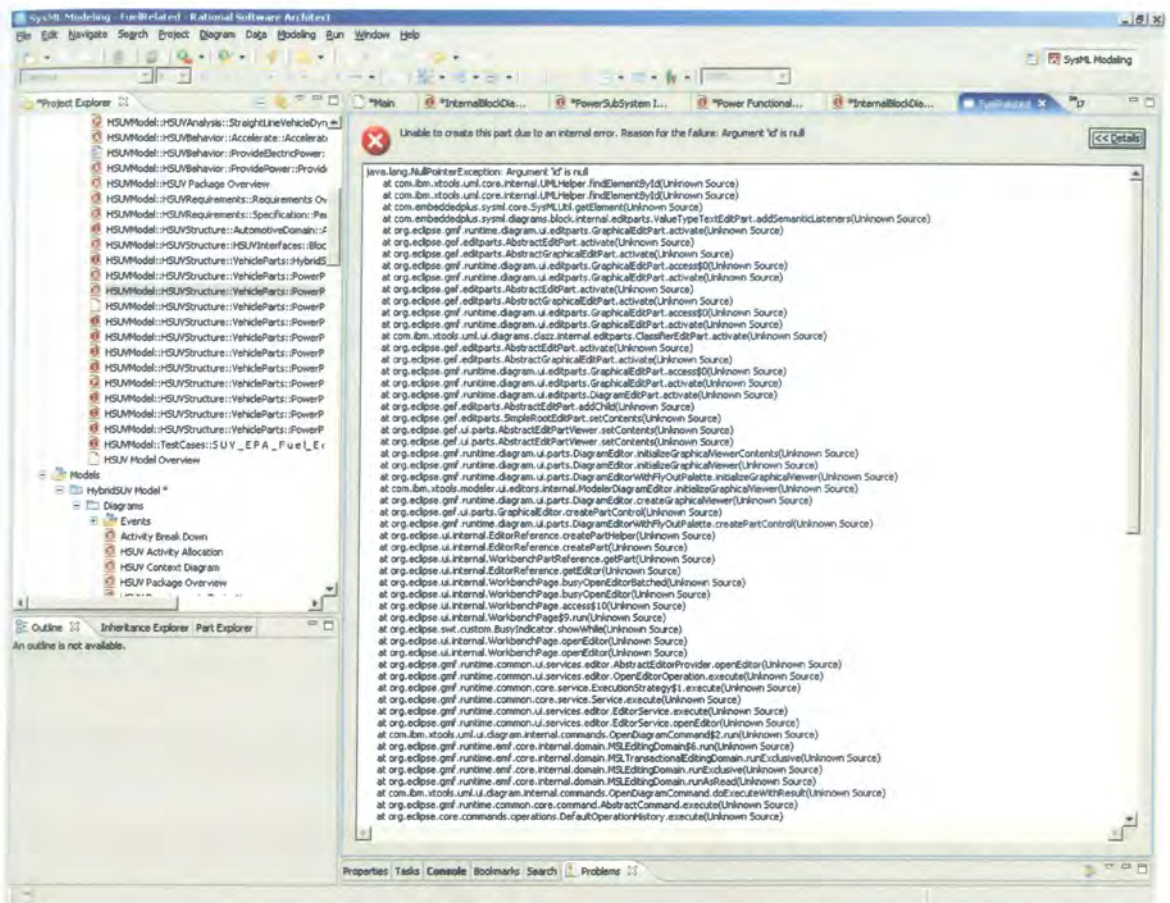 SysML Modeling - FuelRelated - Rational Software Architect
File Edit Navigate Search Project Diagram Data Modeling Run Window Help
SysML Modeling
*Project Explorer
*Main
*InternalBlockDia...
*PowerSubSystem I...
*Power Functional...
*InternalBlockDia...
FuelRelated
»17
HSUVModel::HSUVAnalysis::StraightLineVehicleDyn
HSUVModel::HSUVBehavior::Accelerate::Accelerati
HSUVModel::HSUVBehavior::ProvideElectricPower:
HSUVModel::HSUVBehavior::ProvidePower::Provide
HSUVModel::HSUV Package Overview
HSUVModel::HSUVRequirements::Requirements Ov
HSUVModel::HSUVRequirements::Specification::Per
HSUVModel::HSUVStructure::AutomotiveDomain::A
HSUVModel::HSUVStructure::HSUVInterfaces::Bloc
HSUVModel::HSUVStructure::VehicleParts::HybridS
HSUVModel::HSUVStructure::VehicleParts::PowerP
HSUVModel::HSUVStructure::VehicleParts::PowerP
HSUVModel::HSUVStructure::VehicleParts::PowerP
HSUVModel::HSUVStructure::VehicleParts::PowerP
HSUVModel::HSUVStructure::VehicleParts::PowerP
HSUVModel::HSUVStructure::VehicleParts::PowerP
HSUVModel::HSUVStructure::VehicleParts::PowerP
HSUVModel::HSUVStructure::VehicleParts::PowerP
HSUVModel::HSUVStructure::VehicleParts::PowerP
HSUVModel::HSUVStructure::VehicleParts::PowerP
HSUVModel::TestCases::SUV_EPA_Fuel_Ec
HSUV Model Overview
Models
HybridSUV Model *
Diagrams
Events
Activity Break Down
HSUV Activity Allocation
HSUV Context Diagram
HSUV Package Overview
Outline Inheritance Explorer Part Explorer
An outline is not available.
Unable to create this part due to an internal error. Reason for the failure: Argument 'id' is null
<< Details
java.lang.NullPointerException: Argument 'id' is null
at com.ibm.xtools.uml.core.internal.UMLHelper.findElementById(Unknown Source)
at com.ibm.xtools.uml.core.internal.UMLHelper.findElementById(Unknown Source)
at com.embeddedplus.sysml.core.SysMLUtil.getElement(Unknown Source)
at com.embeddedplus.sysml.diagrams.block.internal.editparts.ValueTypeTextEditPart.addSemanticListeners(Unknown Source)
at org.eclipse.gmf.runtime.diagram.ui.editparts.GraphicalEditPart.activate(Unknown Source)
at org.eclipse.gef.editparts.AbstractEditPart.activate(Unknown Source)
at org.eclipse.gef.editparts.AbstractGraphicalEditPart.activate(Unknown Source)
at org.eclipse.gmf.runtime.diagram.ui.editparts.GraphicalEditPart.access$0(Unknown Source)
at org.eclipse.gmf.runtime.diagram.ui.editparts.GraphicalEditPart.activate(Unknown Source)
at org.eclipse.gef.editparts.AbstractEditPart.activate(Unknown Source)
at org.eclipse.gef.editparts.AbstractGraphicalEditPart.activate(Unknown Source)
at org.eclipse.gmf.runtime.diagram.ui.editparts.GraphicalEditPart.access$0(Unknown Source)
at org.eclipse.gmf.runtime.diagram.ui.editparts.GraphicalEditPart.activate(Unknown Source)
at com.ibm.xtools.uml.ui.diagrams.clazz.internal.editparts.ClassifierEditPart.activate(Unknown Source)
at org.eclipse.gef.editparts.AbstractEditPart.activate(Unknown Source)
at org.eclipse.gef.editparts.AbstractGraphicalEditPart.activate(Unknown Source)
at org.eclipse.gmf.runtime.diagram.ui.editparts.GraphicalEditPart.access$0(Unknown Source)
at org.eclipse.gmf.runtime.diagram.ui.editparts.GraphicalEditPart.activate(Unknown Source)
at org.eclipse.gmf.runtime.diagram.ui.editparts.DiagramEditPart.activate(Unknown Source)
at org.eclipse.gef.editparts.AbstractEditPart.addChild(Unknown Source)
at org.eclipse.gef.editparts.SimpleRootEditPart.setContents(Unknown Source)
at org.eclipse.gef.ui.parts.AbstractEditPartViewer.setContents(Unknown Source)
at org.eclipse.gef.ui.parts.AbstractEditPartViewer.setContents(Unknown Source)
at org.eclipse.gmf.runtime.diagram.ui.parts.DiagramEditor.initializeGraphicalViewerContents(Unknown Source)
at org.eclipse.gmf.runtime.diagram.ui.parts.DiagramEditor.initializeGraphicalViewer(Unknown Source)
at org.eclipse.gmf.runtime.diagram.ui.parts.DiagramEditorWithFlyOutPalette.initializeGraphicalViewer(Unknown Source)
at com.ibm.xtools.modeler.ui.editors.internal.ModelerDiagramEditor.initializeGraphicalViewer(Unknown Source)
at org.eclipse.gmf.runtime.diagram.ui.parts.DiagramEditor.createGraphicalViewer(Unknown Source)
at org.eclipse.gef.ui.parts.GraphicalEditor.createPartControl(Unknown Source)
at org.eclipse.gmf.runtime.diagram.ui.parts.DiagramEditorWithFlyOutPalette.createPartControl(Unknown Source)
at org.eclipse.ui.internal.EditorReference.createPartHelper(Unknown Source)
at org.eclipse.ui.internal.EditorReference.createPart(Unknown Source)
at org.eclipse.ui.internal.WorkbenchPartReference.getPart(Unknown Source)
at org.eclipse.ui.internal.EditorReference.getEditor(Unknown Source)
at org.eclipse.ui.internal.WorkbenchPage.busyOpenEditorBatched(Unknown Source)
at org.eclipse.ui.internal.WorkbenchPage.busyOpenEditor(Unknown Source)
at org.eclipse.ui.internal.WorkbenchPage.access$10(Unknown Source)
at org.eclipse.ui.internal.WorkbenchPage$9.run(Unknown Source)
at org.eclipse.swt.custom.BusyIndicator.showWhile(Unknown Source)
at org.eclipse.ui.internal.WorkbenchPage.openEditor(Unknown Source)
at org.eclipse.ui.internal.WorkbenchPage.openEditor(Unknown Source)
at org.eclipse.gmf.runtime.common.ui.services.editor.AbstractEditorProvider.openEditor(Unknown Source)
at org.eclipse.gmf.runtime.common.ui.services.editor.OpenEditorOperation.execute(Unknown Source)
at org.eclipse.gmf.runtime.common.core.service.ExecutionStrategy$1.execute(Unknown Source)
at org.eclipse.gmf.runtime.common.core.service.Service.execute(Unknown Source)
at org.eclipse.gmf.runtime.common.ui.services.editor.EditorService.execute(Unknown Source)
at org.eclipse.gmf.runtime.common.ui.services.editor.EditorService.openEditor(Unknown Source)
at com.ibm.xtools.uml.ui.diagram.internal.commands.OpenDiagramCommand$2.run(Unknown Source)
at org.eclipse.gmf.runtime.emf.core.internal.domain.MSLEditingDomain$6.run(Unknown Source)
at org.eclipse.gmf.runtime.emf.core.internal.domain.MSLTransactionalEditingDomain.runExclusive(Unknown Source)
at org.eclipse.gmf.runtime.emf.core.internal.domain.MSLEditingDomain.runExclusive(Unknown Source)
at org.eclipse.gmf.runtime.emf.core.internal.domain.MSLEditingDomain.runAsRead(Unknown Source)
at com.ibm.xtools.uml.ui.diagram.internal.commands.OpenDiagramCommand.doExecuteWithResult(Unknown Source)
at org.eclipse.gmf.runtime.common.core.command.AbstractCommand.execute(Unknown Source)
at org.eclipse.core.commands.operations.DefaultOperationHistory.execute(Unknown Source)
Properties Tasks Console Bookmarks Search Problems